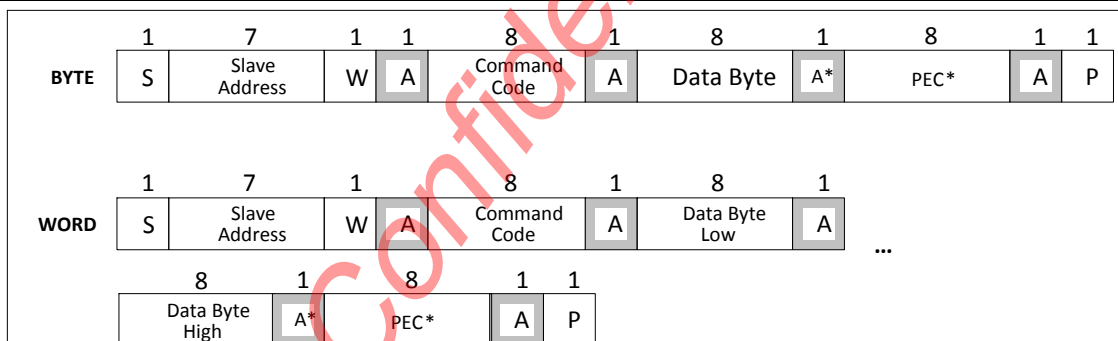 1 7 1 1 8 1 8 1 8 1 1
BYTE S Slave Address W A Command Code A Data Byte A* PEC* A P
1 7 1 8 1 8 1
WORD S Slave Address W A Command Code A Data Byte Low A ...
8 1 8 1 1
Data Byte High A* PEC* A P